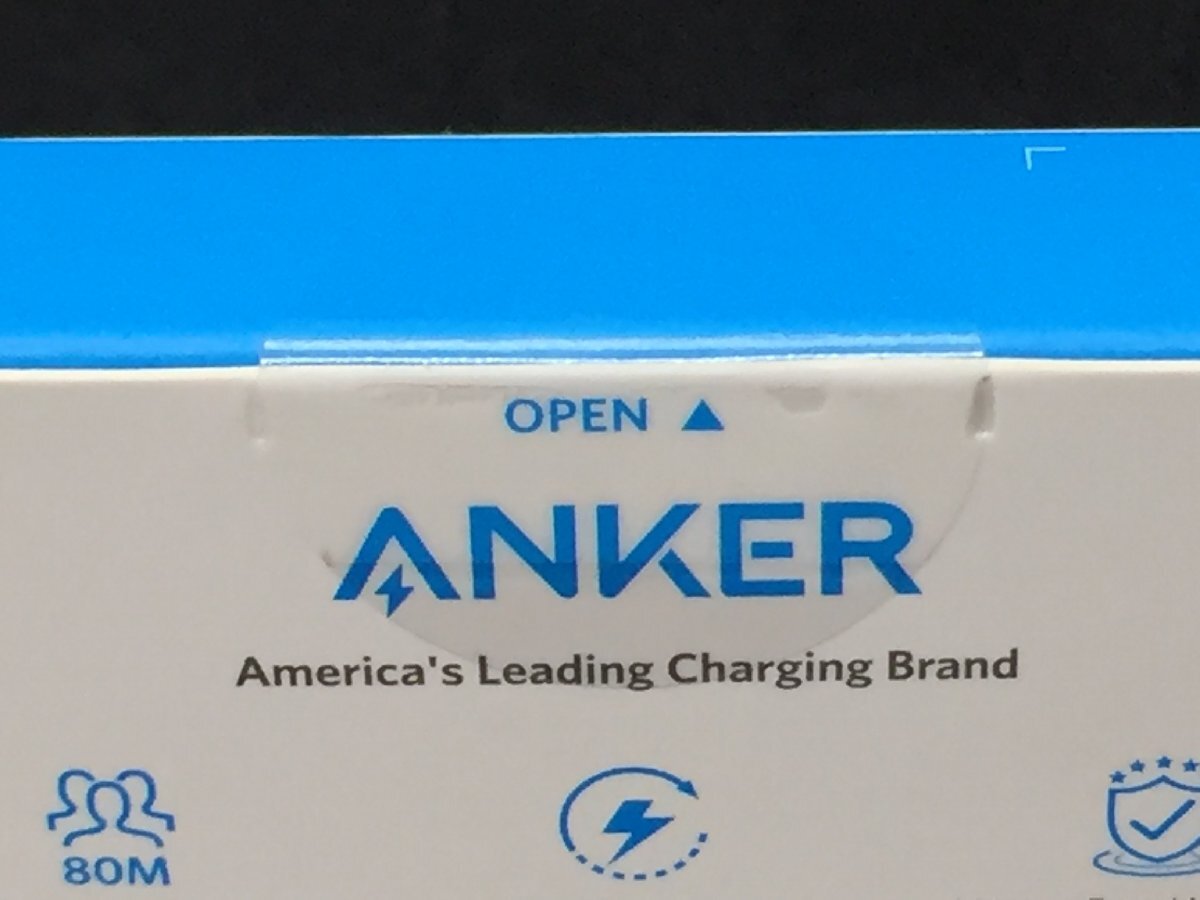 OPEN ▲
ANKER
America's Leading Charging Brand
80M